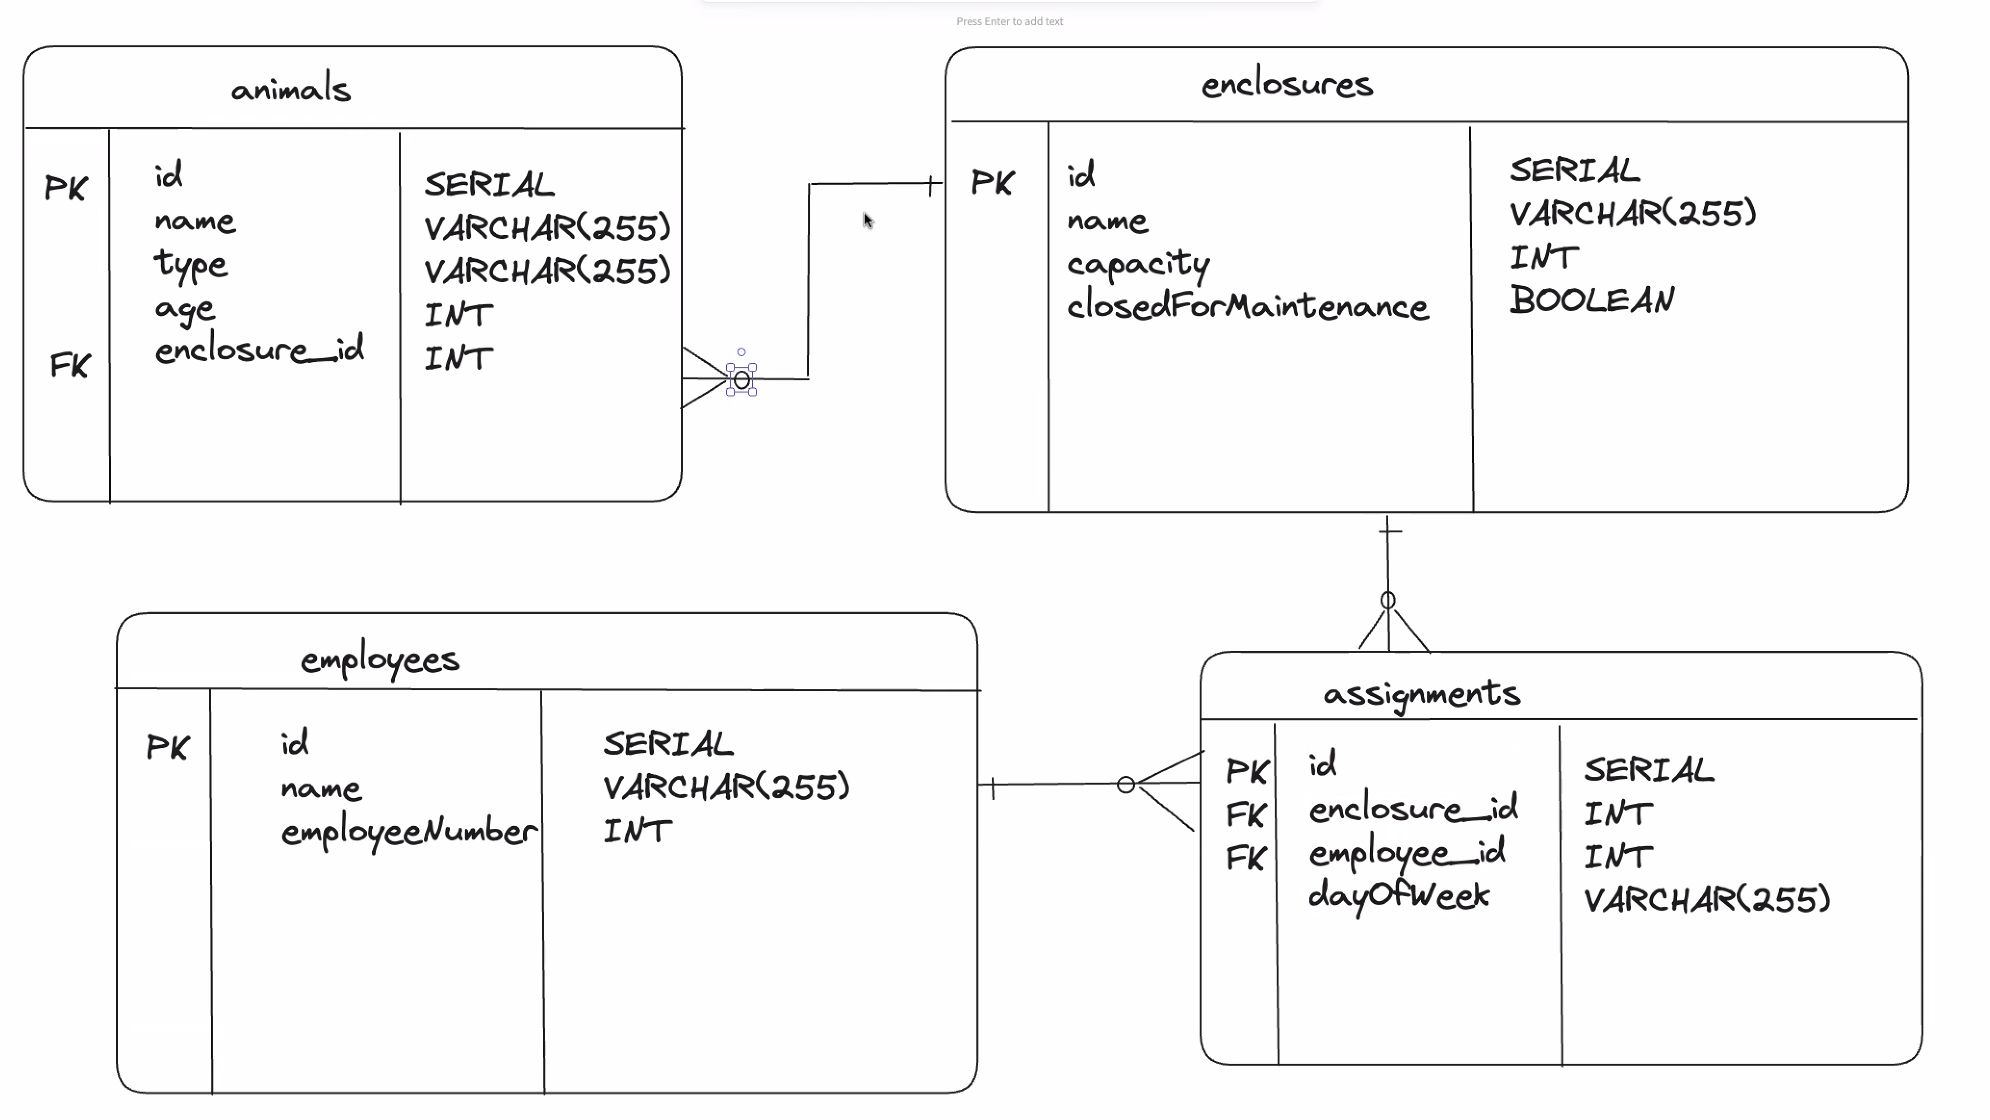 Press Enter to add text
animals
PK id SERIAL
name VARCHAR(255)
type VARCHAR(255)
age INT
FK enclosure_id INT
enclosures
PK id SERIAL
name VARCHAR(255)
capacity INT
closedForMaintenance BOOLEAN
employees
PK id SERIAL
name VARCHAR(255)
employeeNumber INT
assignments
PK id SERIAL
FK enclosure_id INT
FK employee_id INT
dayOfWeek VARCHAR(255)